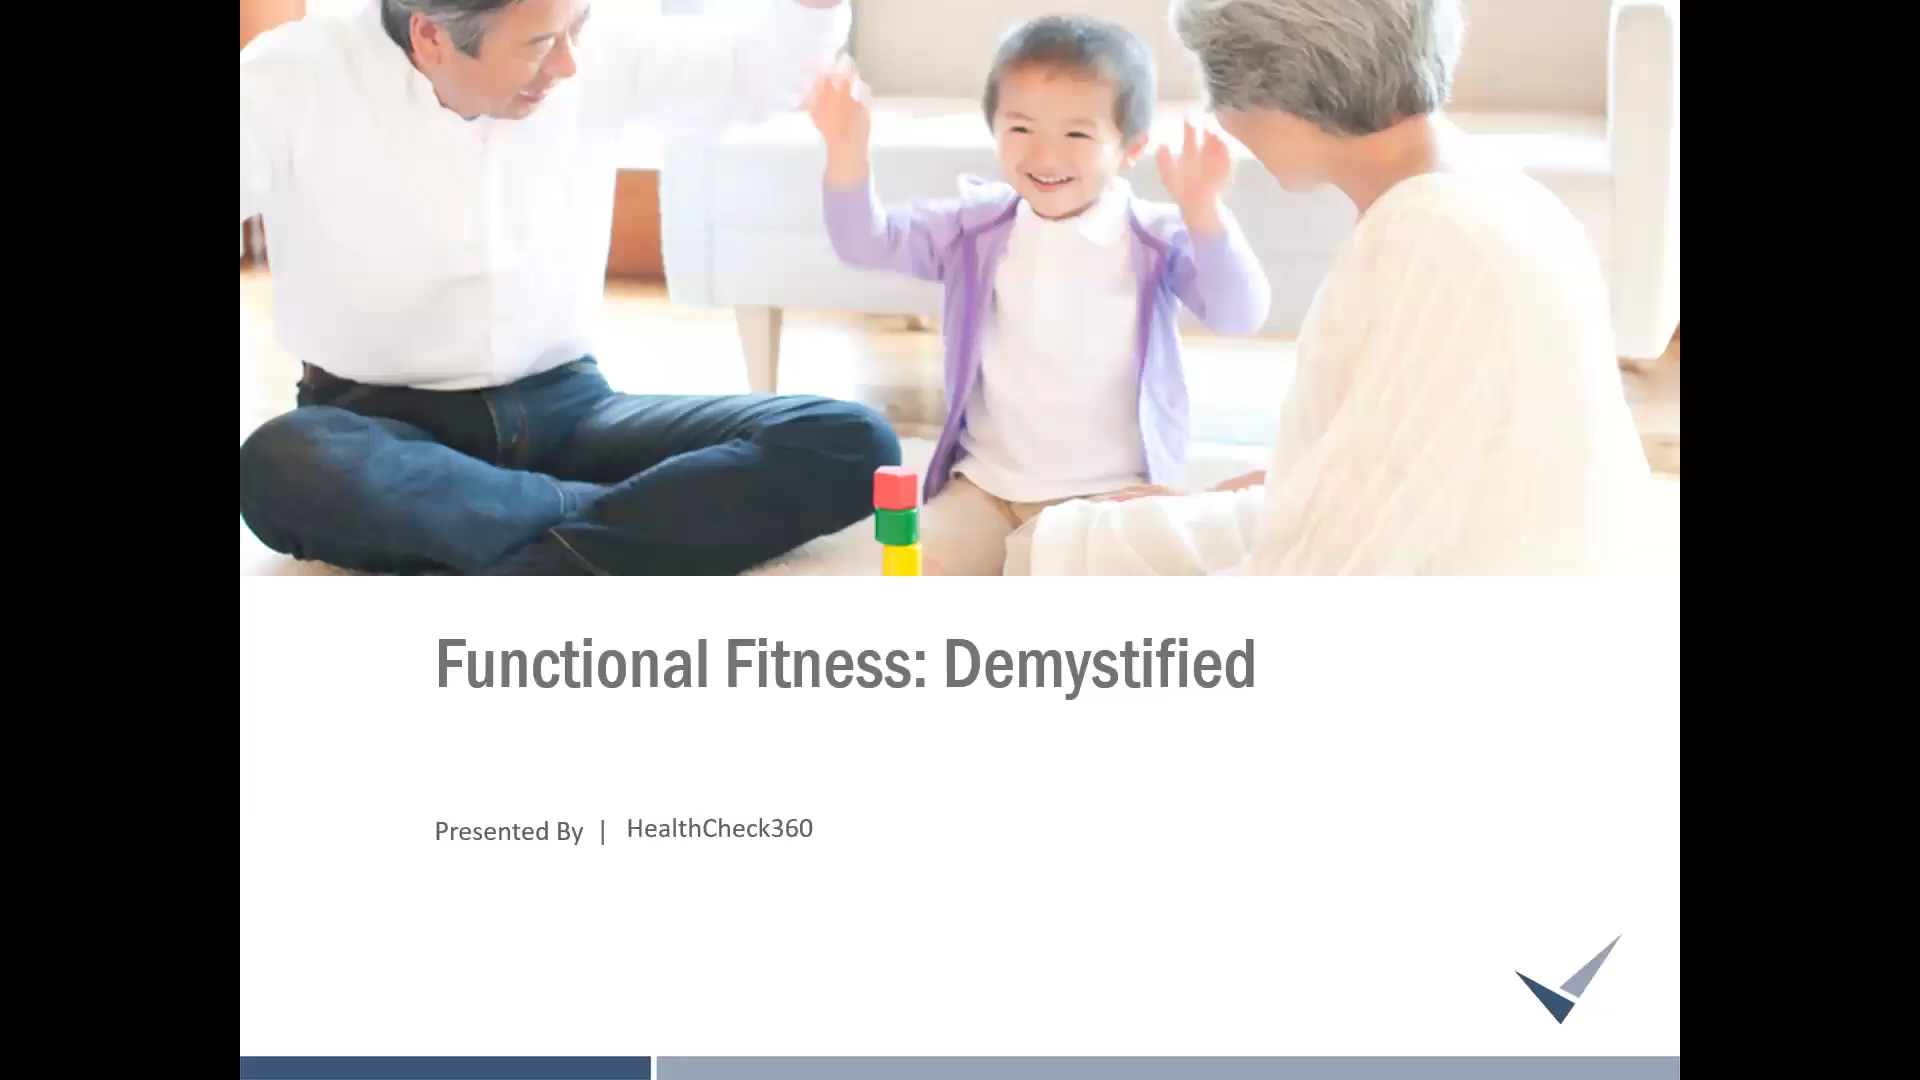 Functional Fitness: Demystified
Presented By | HealthCheck360